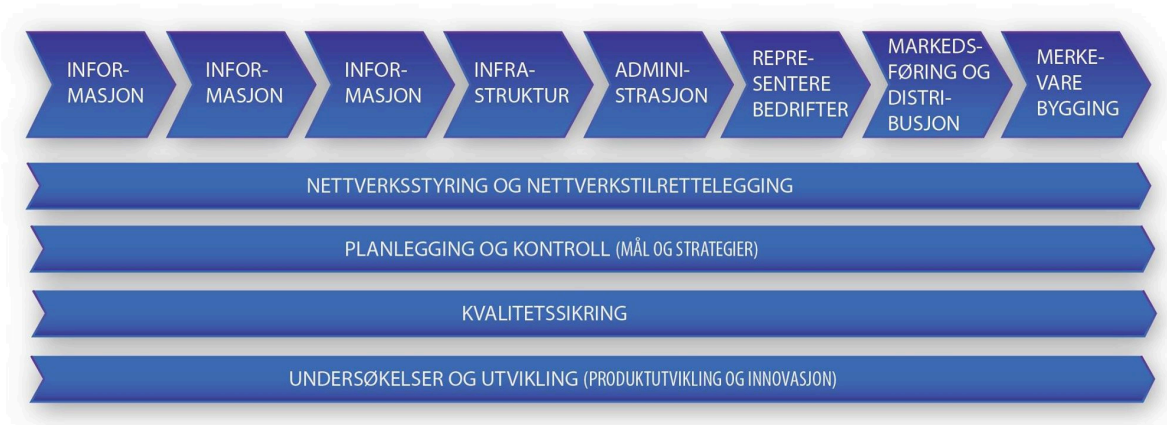 INFOR-
MASJON
INFOR-
MASJON
INFOR-
MASJON
INFRA-
STRUKTUR
ADMINI-
STRASJON
REPRE-
SENTERE
BEDRIFTER
MARKEDS-
FØRING OG
DISTRI-
BUSJON
MERKE-
VARE
BYGGING
NETTVERKSSTYRING OG NETTVERKSTILRETTELEGGING
PLANLEGGING OG KONTROLL (MÅL OG STRATEGIER)
KVALITETSSIKRING
UNDERSØKELSER OG UTVIKLING (PRODUKTUTVIKLING OG INNOVASJON)